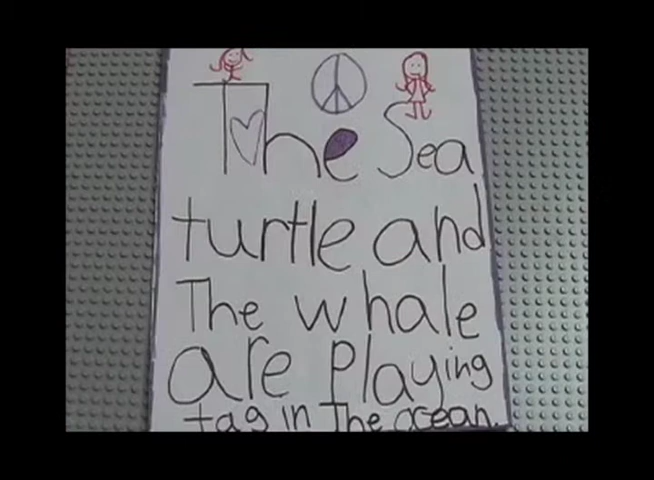 The Sea
turtle and
The whale
are Playing
tag in The ocean.